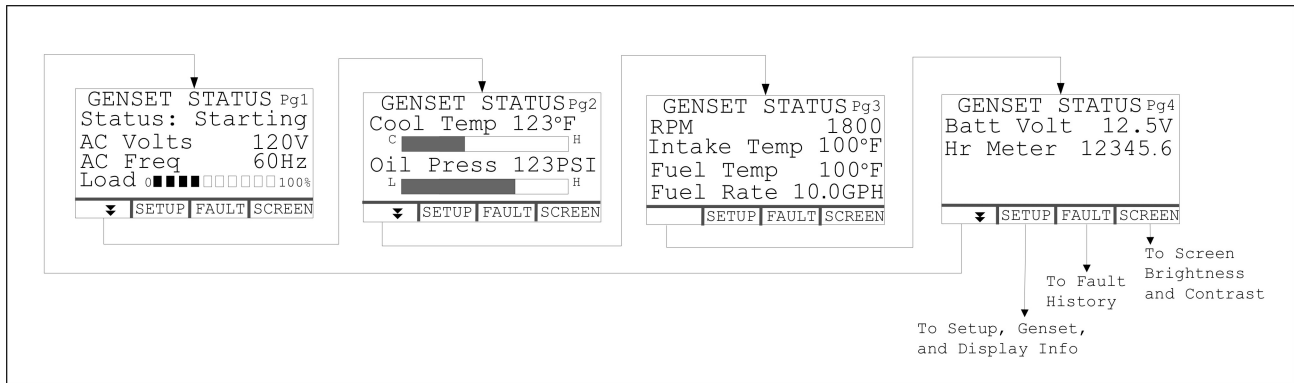 GENSET STATUS Pg1
Status: Starting
AC Volts 120V
AC Freq 60Hz
Load 0 100%
SETUP FAULT SCREEN
GENSET STATUS Pg2
Cool Temp 123°F
C H
Oil Press 123PSI
L H
SETUP FAULT SCREEN
GENSET STATUS Pg3
RPM 1800
Intake Temp 100°F
Fuel Temp 100°F
Fuel Rate 10.0GPH
SETUP FAULT SCREEN
GENSET STATUS Pg4
Batt Volt 12.5V
Hr Meter 12345.6
SETUP FAULT SCREEN
To Screen
Brightness
and Contrast
To Fault
History
To Setup, Genset,
and Display Info